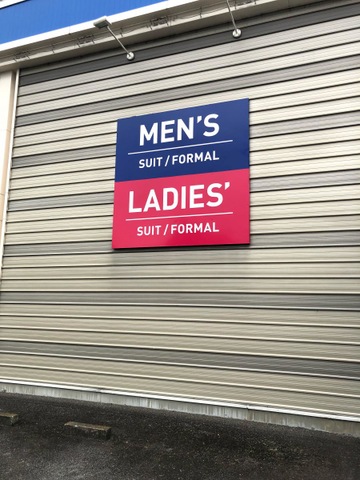 MEN'S
SUIT / FORMAL
LADIES'
SUIT / FORMAL